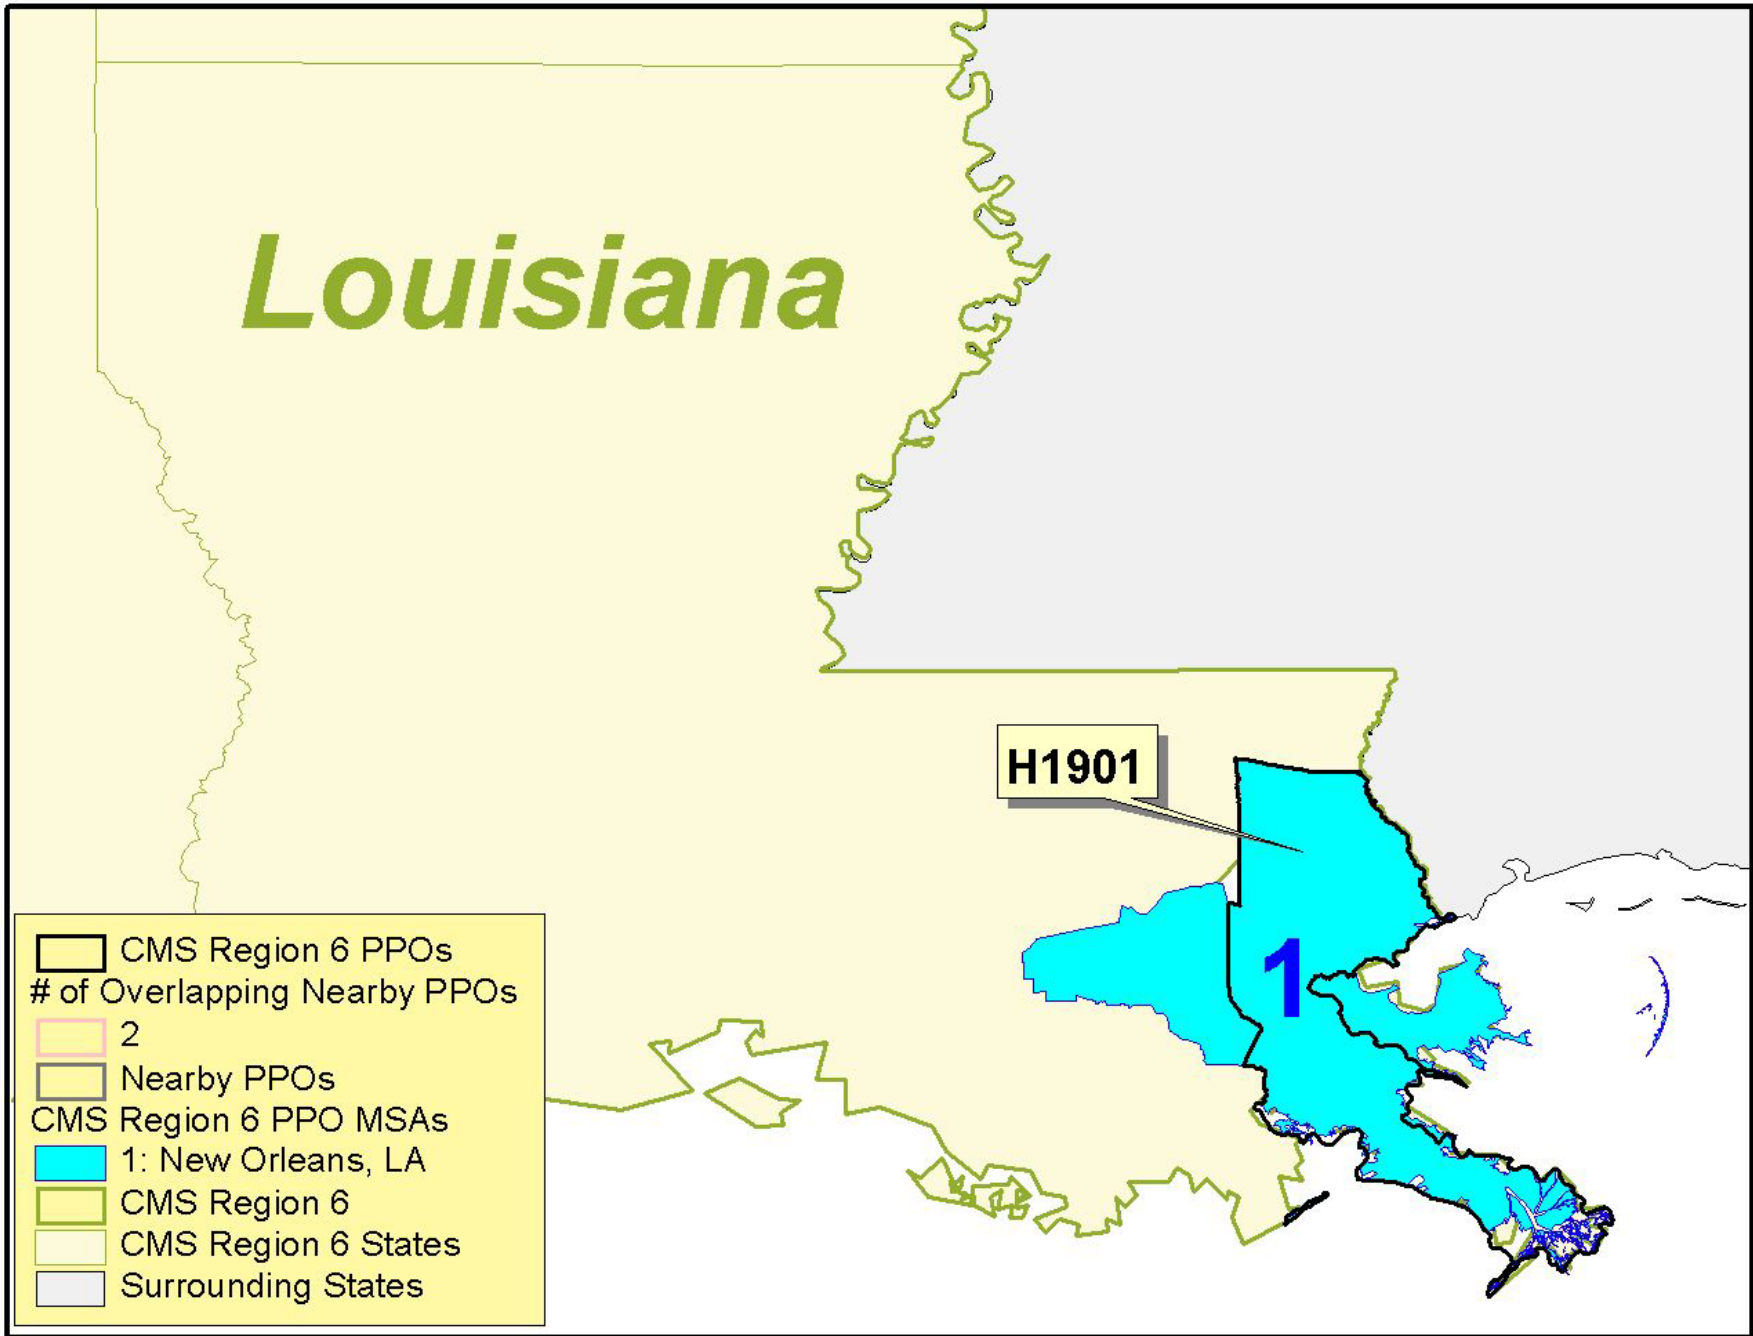 Louisiana
H1901
1
CMS Region 6 PPOs
# of Overlapping Nearby PPOs
2
Nearby PPOs
CMS Region 6 PPO MSAs
1: New Orleans, LA
CMS Region 6
CMS Region 6 States
Surrounding States